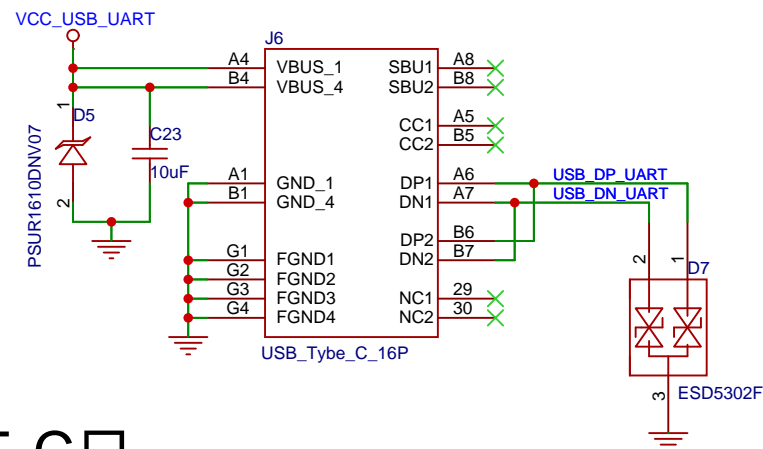 VCC_USB_UART
J6
A4 VBUS_1 SBU1 A8
B4 VBUS_4 SBU2 B8
1 D5
C23
10uF
PSUR1610DNV07
2
CC1 A5
CC2 B5
A1 GND_1 DP1 A6 USB_DP_UART
B1 GND_4 DN1 A7 USB_DN_UART
DP2 B6
DN2 B7
G1 FGND1
G2 FGND2
G3 FGND3 NC1 29
G4 FGND4 NC2 30
USB_Tybe_C_16P
2 1 D7
3 ESD5302F